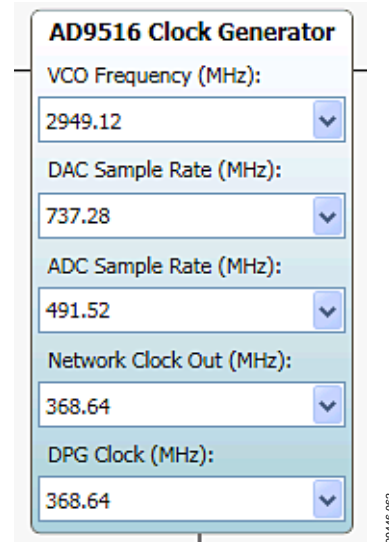 AD9516 Clock Generator
VCO Frequency (MHz):
2949.12
DAC Sample Rate (MHz):
737.28
ADC Sample Rate (MHz):
491.52
Network Clock Out (MHz):
368.64
DPG Clock (MHz):
368.64